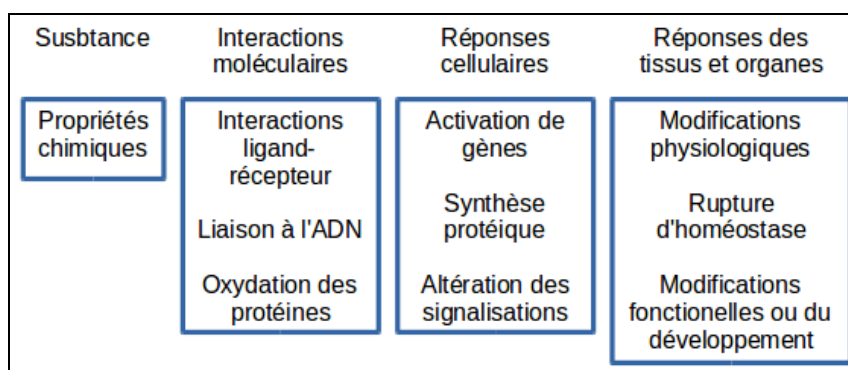 Susbtance
Interactions
moléculaires
Réponses
cellulaires
Réponses des
tissus et organes
Propriétés
chimiques
Interactions
ligand-
récepteur
Liaison à l'ADN
Oxydation des
protéines
Activation de
gènes
Synthèse
protéique
Altération des
signalisations
Modifications
physiologiques
Rupture
d'homéostase
Modifications
fonctionelles ou du
développement